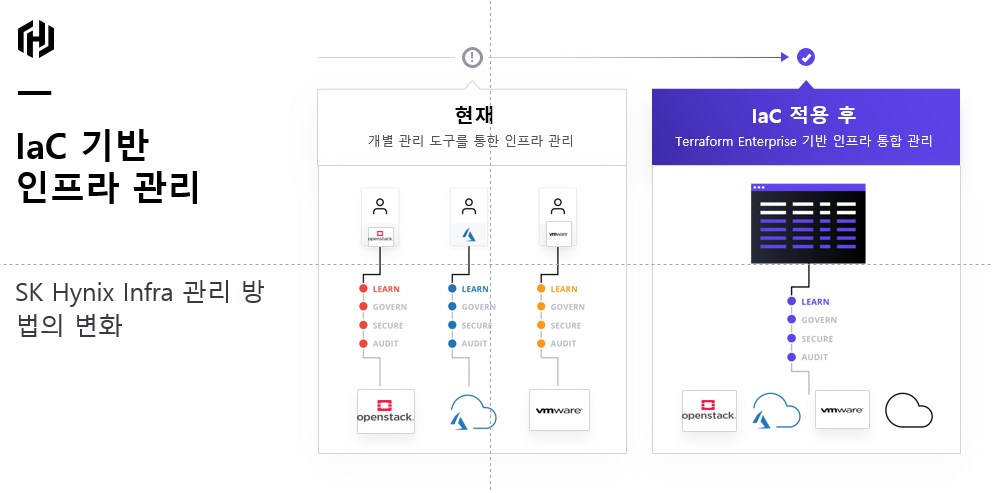 IaC 기반
인프라 관리
SK Hynix Infra 관리 방
법의 변화
현재
개별 관리 도구를 통한 인프라 관리
openstack.
vmware
LEARN
GOVERN
SECURE
AUDIT
LEARN
GOVERN
SECURE
AUDIT
LEARN
GOVERN
SECURE
AUDIT
openstack.
vmware
IaC 적용 후
Terraform Enterprise 기반 인프라 통합 관리
LEARN
GOVERN
SECURE
AUDIT
openstack.
vmware